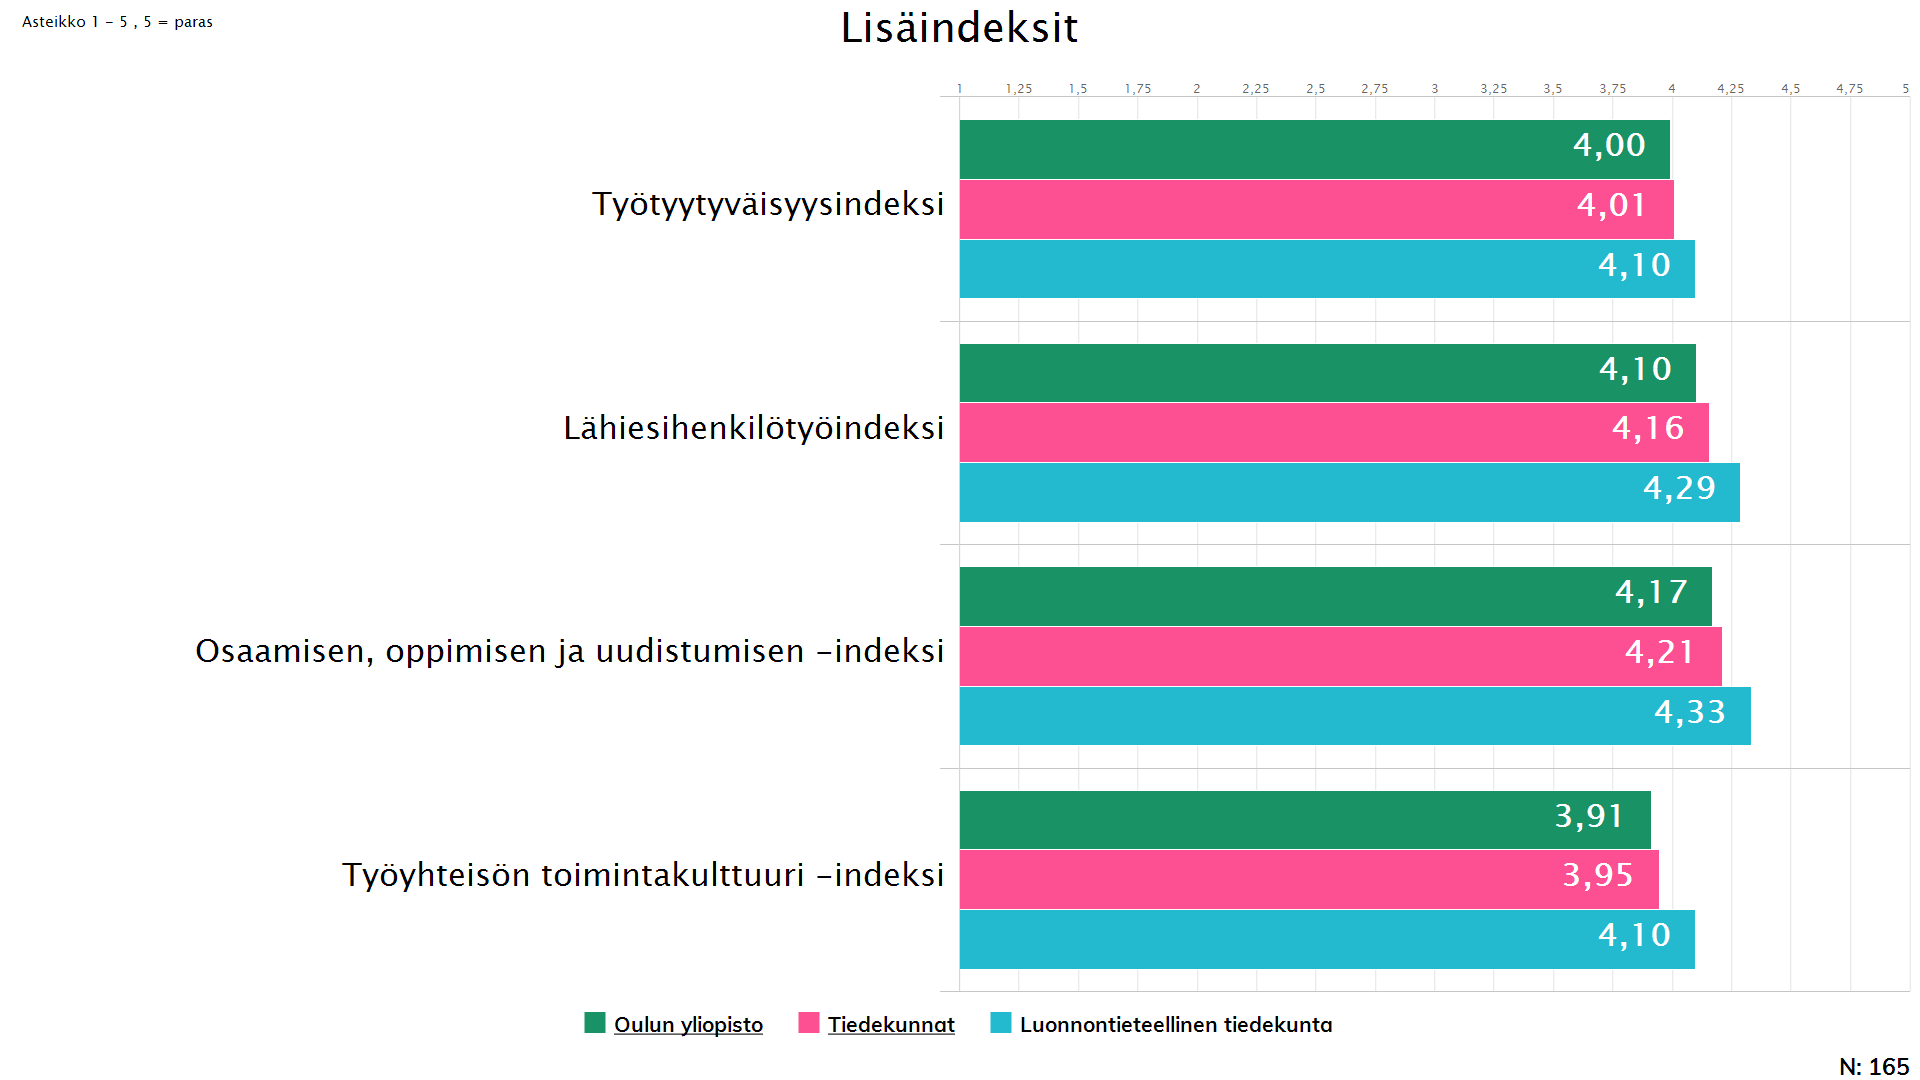 Asteikko 1 - 5 , 5 = paras
Lisäindeksit
1 1,25 1,5 1,75 2 2,25 2,5 2,75 3 3,25 3,5 3,75 4 4,25 4,5 4,75 5
4,00
Työtyytyväisyysindeksi 4,01
4,10
4,10
Lähiesihenkilötyöindeksi 4,16
4,29
4,17
Osaamisen, oppimisen ja uudistumisen -indeksi 4,21
4,33
3,91
Työyhteisön toimintakulttuuri -indeksi 3,95
4,10
Oulun yliopisto Tiedekunnat Luonnontieteellinen tiedekunta
N: 165